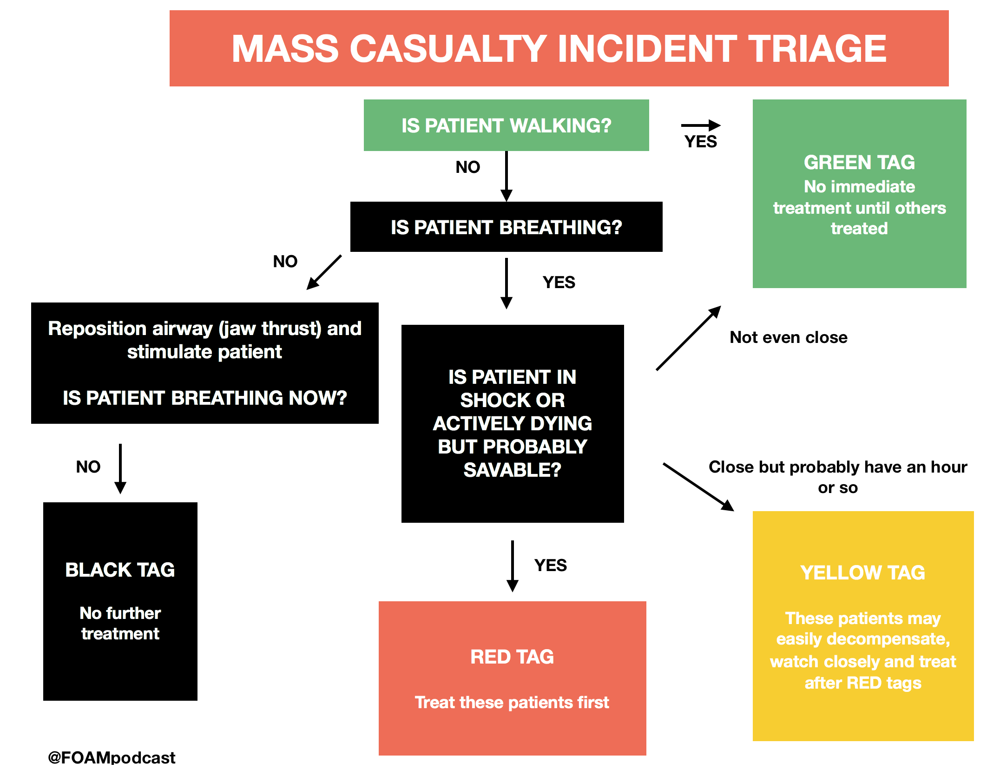 MASS CASUALTY INCIDENT TRIAGE
IS PATIENT WALKING?
YES
GREEN TAG
No immediate
treatment until others
treated
NO
IS PATIENT BREATHING?
NO
YES
Reposition airway (jaw thrust) and
stimulate patient
IS PATIENT BREATHING NOW?
IS PATIENT IN
SHOCK OR
ACTIVELY DYING
BUT PROBABLY
SAVABLE?
Not even close
Close but probably have an hour
or so
NO
BLACK TAG
No further
treatment
YES
RED TAG
Treat these patients first
YELLOW TAG
These patients may
easily decompensate,
watch closely and treat
after RED tags
@FOAMpodcast